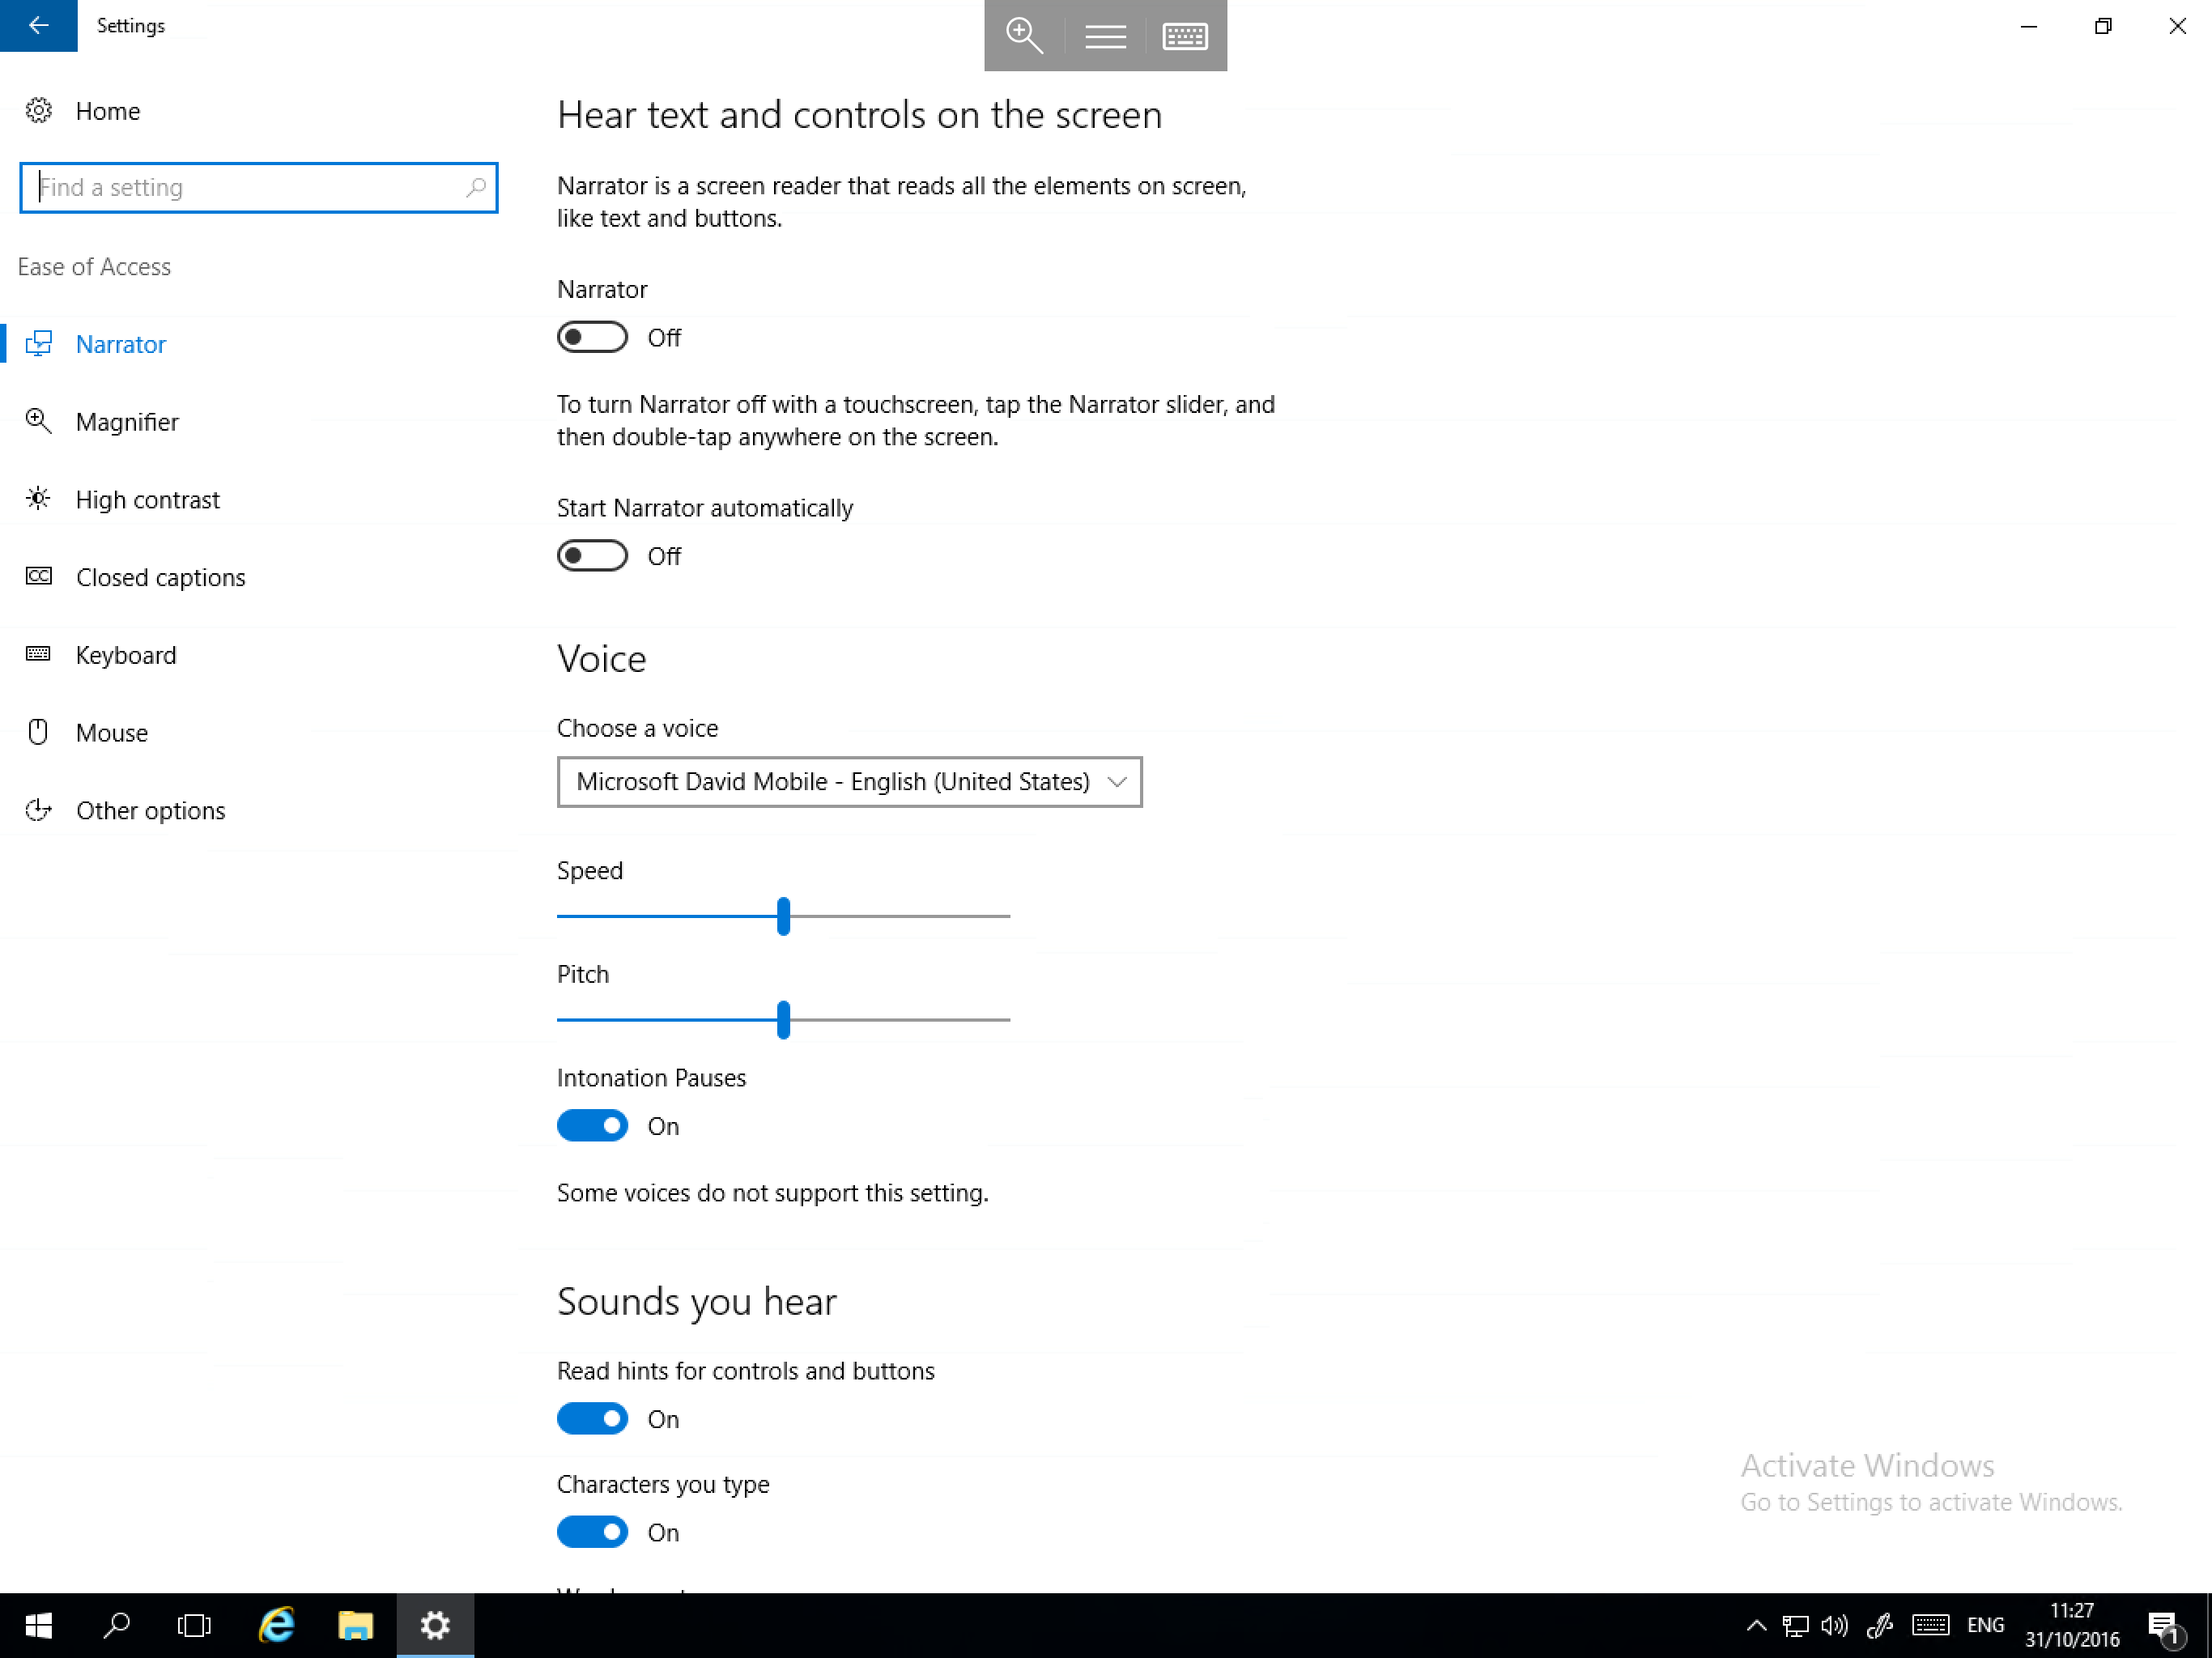 Settings
Home
Find a setting
Ease of Access
Narrator
Magnifier
High contrast
Closed captions
Keyboard
Mouse
Other options
Hear text and controls on the screen
Narrator is a screen reader that reads all the elements on screen,
like text and buttons.
Narrator
Off
To turn Narrator off with a touchscreen, tap the Narrator slider, and
then double-tap anywhere on the screen.
Start Narrator automatically
Off
Voice
Choose a voice
Microsoft David Mobile - English (United States)
Speed
Pitch
Intonation Pauses
On
Some voices do not support this setting.
Sounds you hear
Read hints for controls and buttons
On
Characters you type
On
Activate Windows
Go to Settings to activate Windows.
ENG
11:27
31/10/2016
1